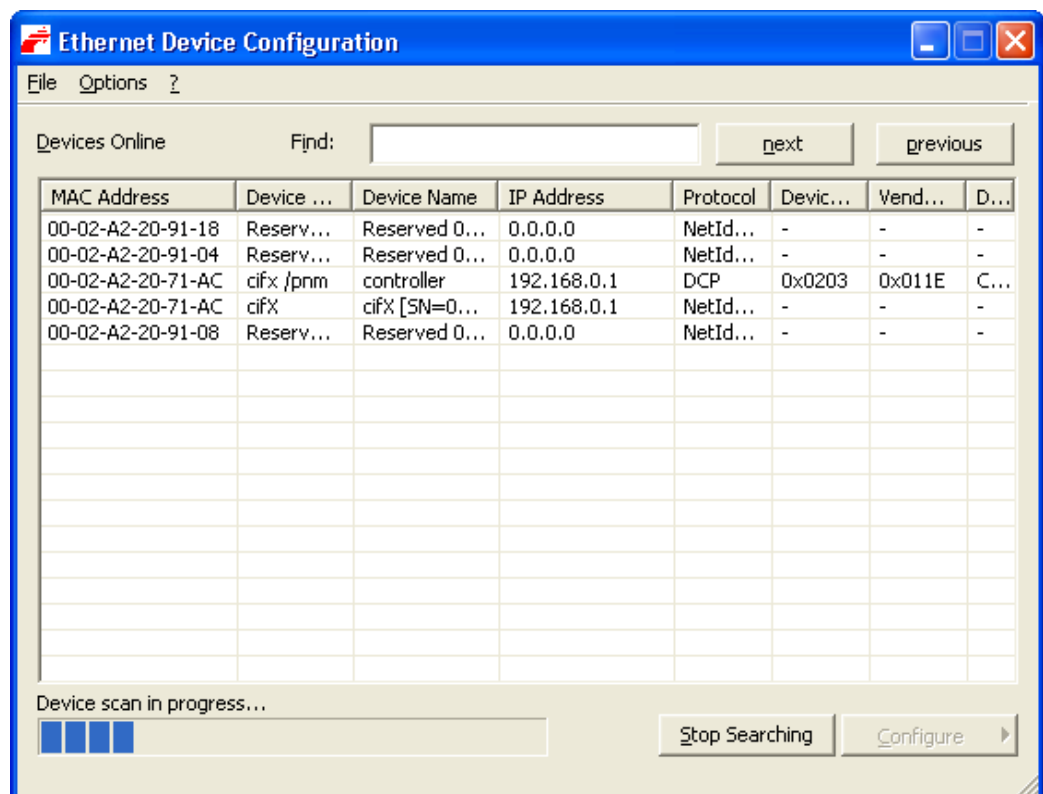 Ethernet Device Configuration
File Options ?
Devices Online Find: next previous
MAC Address Device ... Device Name IP Address Protocol Devic... Vend... D...
00-02-A2-20-91-18 Reserv... Reserved 0... 0.0.0.0 NetId... - - -
00-02-A2-20-91-04 Reserv... Reserved 0... 0.0.0.0 NetId... - - -
00-02-A2-20-71-AC cifx /pnm controller 192.168.0.1 DCP 0x0203 0x011E C...
00-02-A2-20-71-AC cifX cifX [SN=0... 192.168.0.1 NetId... - - -
00-02-A2-20-91-08 Reserv... Reserved 0... 0.0.0.0 NetId... - - -
Device scan in progress...
Stop Searching Configure